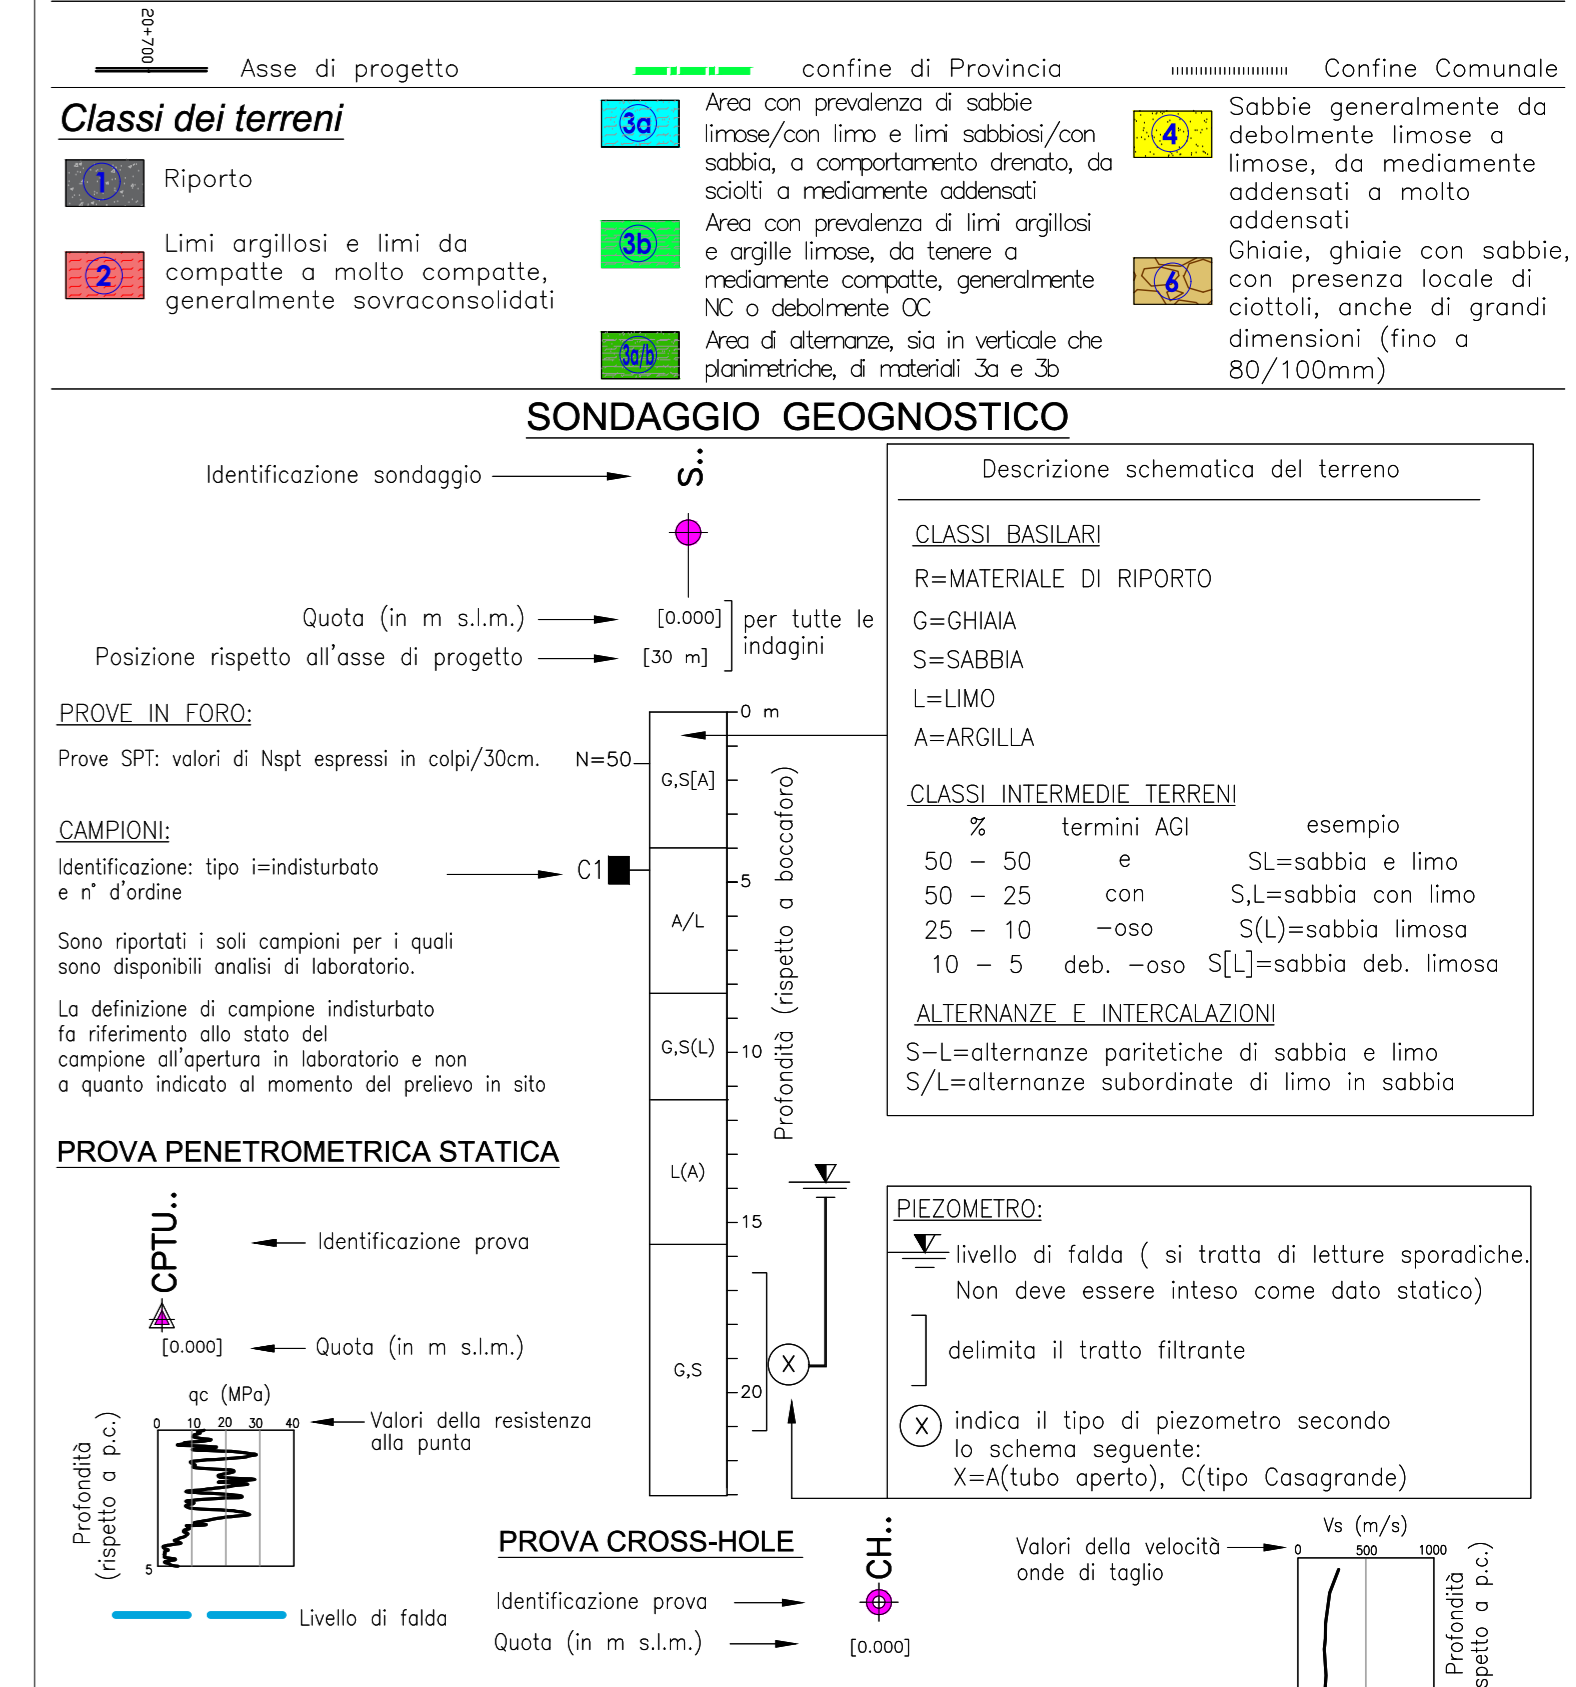 20+700
Asse di progetto
confine di Provincia
Confine Comunale
Classi dei terreni
1
Riporto
2
Limi argillosi e limi da
compatte a molto compatte,
generalmente sovraconsolidati
3a
Area con prevalenza di sabbie
limose/con limo e limi sabbiosi/con
sabbia, a comportamento drenato, da
sciolti a mediamente addensati
3b
Area con prevalenza di limi argillosi
e argille limose, da tenere a
mediamente compatte, generalmente
NC o debolmente OC
3a/b
Area di alternanze, sia in verticale che
planimetriche, di materiali 3a e 3b
4
Sabbie generalmente da
debolmente limose a
limose, da mediamente
addensati a molto
addensati
6
Ghiaie, ghiaie con sabbie,
con presenza locale di
ciottoli, anche di grandi
dimensioni (fino a
80/100mm)
SONDAGGIO GEOGNOSTICO
Identificazione sondaggio
S..
Quota (in m s.l.m.)
[0.000]
Posizione rispetto all'asse di progetto
[30 m]
per tutte le
indagini
PROVE IN FORO:
Prove SPT: valori di Nspt espressi in colpi/30cm.
N=50
CAMPIONI:
Identificazione: tipo i=indisturbato
e n° d'ordine
C1
Sono riportati i soli campioni per i quali
sono disponibili analisi di laboratorio.
La definizione di campione indisturbato
fa riferimento allo stato del
campione all'apertura in laboratorio e non
a quanto indicato al momento del prelievo in sito
0 m
G,S[A]
5
A/L
G,S(L)
10
L(A)
15
G,S
20
Profondità (rispetto a boccaforo)
X
Descrizione schematica del terreno
CLASSI BASILARI
R=MATERIALE DI RIPORTO
G=GHIAIA
S=SABBIA
L=LIMO
A=ARGILLA
CLASSI INTERMEDIE TERRENI
% termini AGI esempio
50 - 50 e SL=sabbia e limo
50 - 25 con S,L=sabbia con limo
25 - 10 -oso S(L)=sabbia limosa
10 - 5 deb. -oso S[L]=sabbia deb. limosa
ALTERNANZE E INTERCALAZIONI
S-L=alternanze paritetiche di sabbia e limo
S/L=alternanze subordinate di limo in sabbia
PROVA PENETROMETRICA STATICA
CPTU..
Identificazione prova
[0.000]
Quota (in m s.l.m.)
qc (MPa)
0 10 20 30 40
Valori della resistenza
alla punta
Profondità
(rispetto a p.c.)
5
Livello di falda
PIEZOMETRO:
livello di falda ( si tratta di letture sporadiche.
Non deve essere inteso come dato statico)
delimita il tratto filtrante
X
indica il tipo di piezometro secondo
lo schema seguente:
X=A(tubo aperto), C(tipo Casagrande)
PROVA CROSS-HOLE
CH..
Identificazione prova
Quota (in m s.l.m.)
[0.000]
Valori della velocità
onde di taglio
Vs (m/s)
0 500 1000
Profondità
spetto a p.c.)